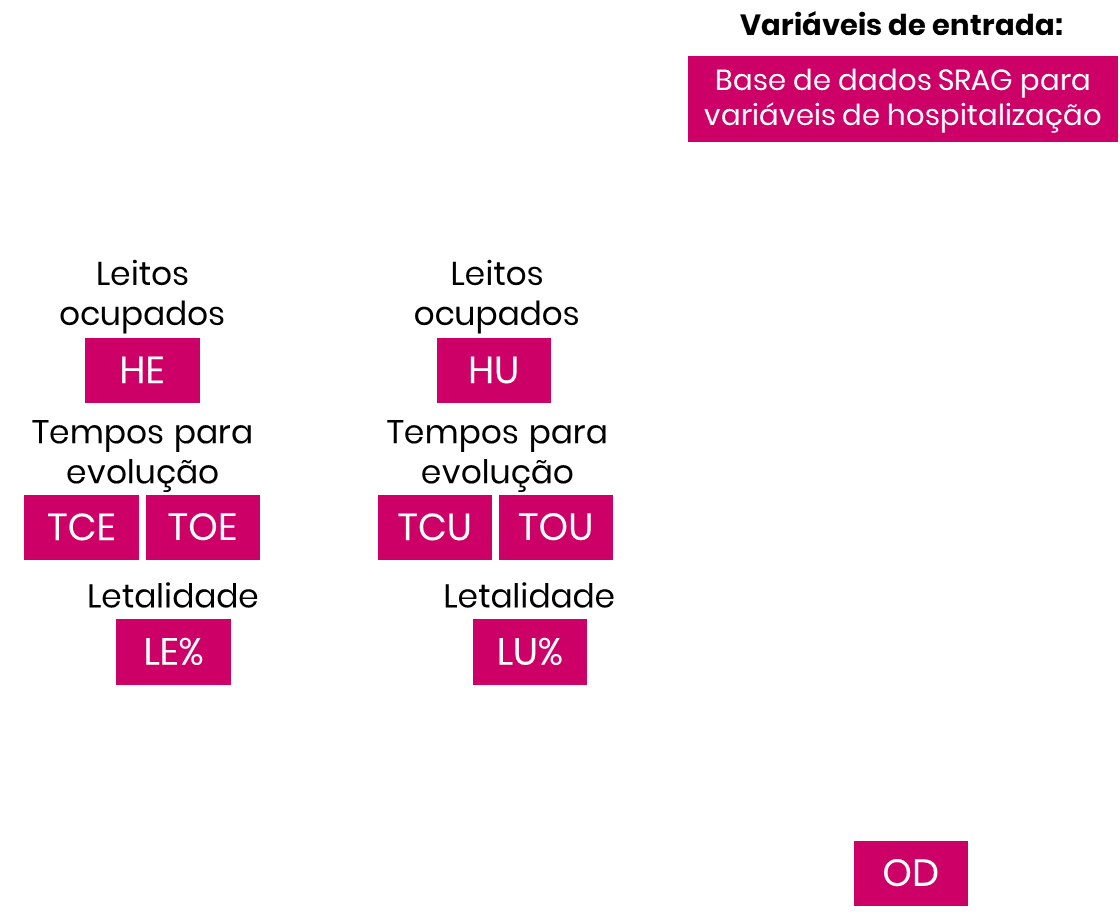 Variáveis de entrada:
Base de dados SRAG para
variáveis de hospitalização
Leitos
ocupados
HE
Tempos para
evolução
TCE TOE
Letalidade
LE%
Leitos
ocupados
HU
Tempos para
evolução
TCU TOU
Letalidade
LU%
OD